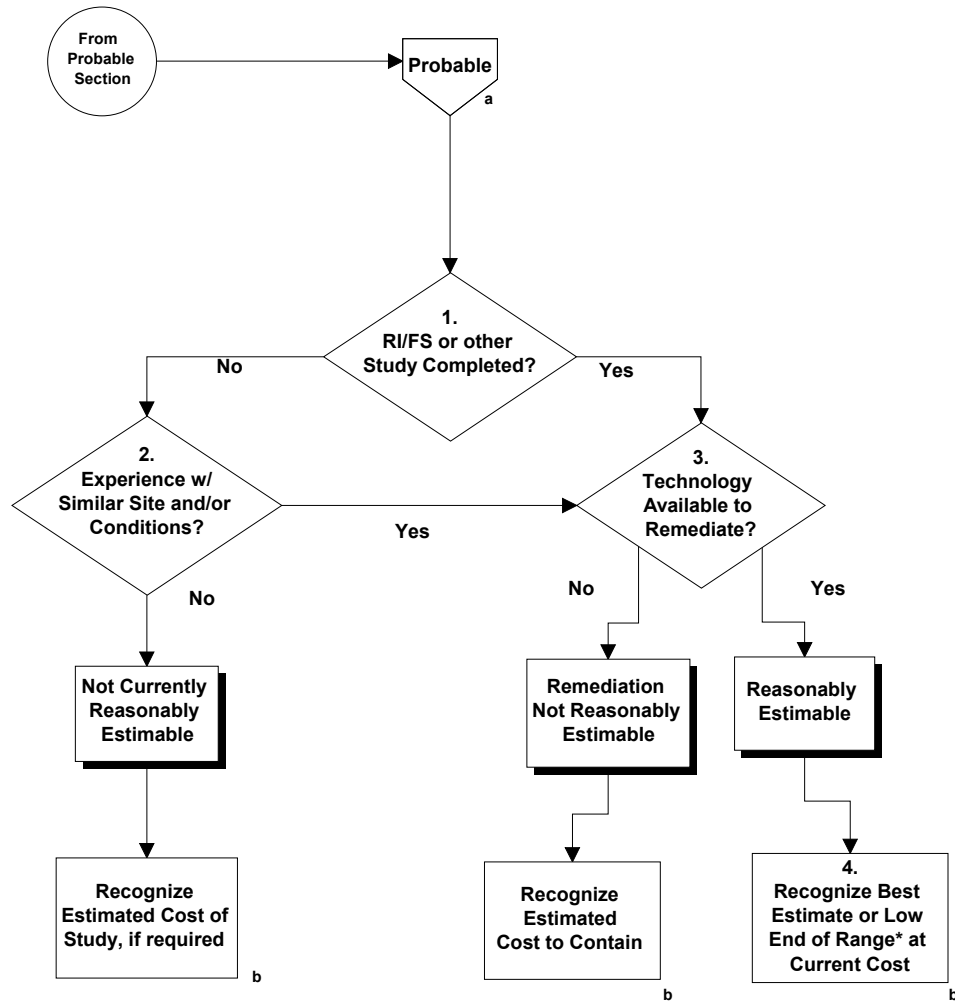 From
Probable
Section
Probable
a
1.
RI/FS or other
Study Completed?
No
Yes
2.
Experience w/
Similar Site and/or
Conditions?
Yes
3.
Technology
Available to
Remediate?
No
No
Yes
Not Currently
Reasonably
Estimable
Remediation
Not Reasonably
Estimable
Reasonably
Estimable
Recognize
Estimated Cost of
Study, if required
b
Recognize
Estimated
Cost to Contain
b
4.
Recognize Best
Estimate or Low
End of Range* at
Current Cost
b